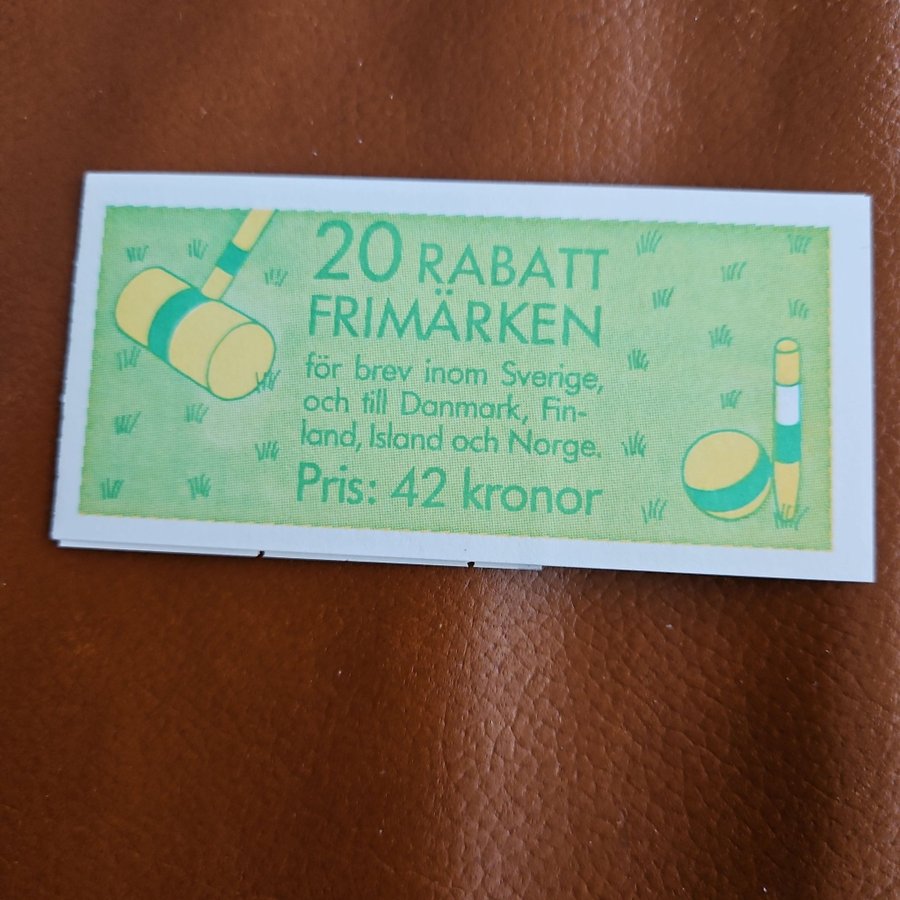 20 RABATT
FRIMÄRKEN
för brev inom Sverige,
och till Danmark, Fin-
land, Island och Norge.
Pris: 42 kronor